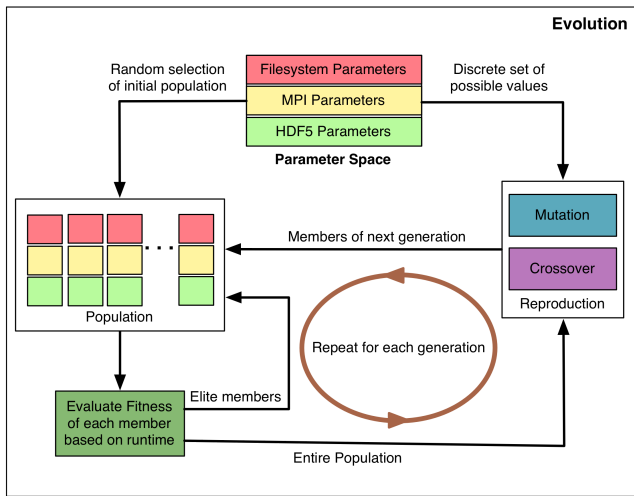 Evolution
Random selection
of initial population
Filesystem Parameters
MPI Parameters
HDF5 Parameters
Parameter Space
Discrete set of
possible values
Mutation
Crossover
Reproduction
Members of next generation
Population
Repeat for each generation
Elite members
Evaluate Fitness
of each member
based on runtime
Entire Population